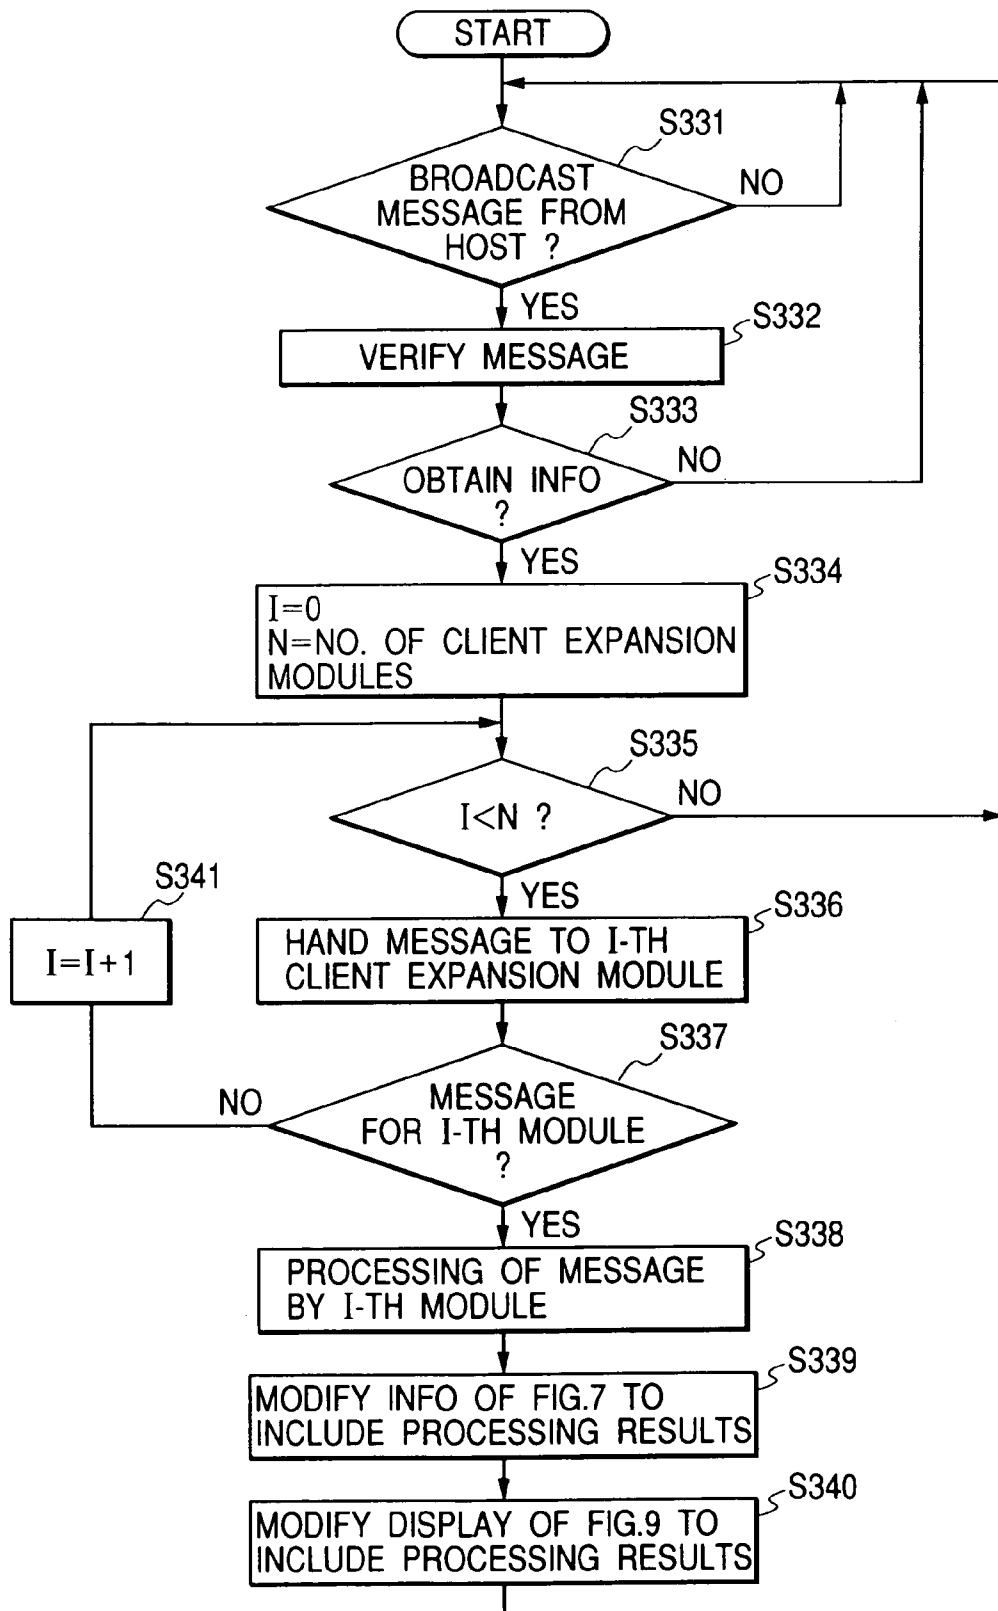 START
S331
BROADCAST
MESSAGE FROM
HOST ?
NO
YES
S332
VERIFY MESSAGE
S333
OBTAIN INFO
?
NO
YES
S334
I=0
N=NO. OF CLIENT EXPANSION
MODULES
S335
I<N ?
NO
YES
S341
I=I+1
S336
HAND MESSAGE TO I-TH
CLIENT EXPANSION MODULE
S337
MESSAGE
FOR I-TH MODULE
?
NO
YES
S338
PROCESSING OF MESSAGE
BY I-TH MODULE
S339
MODIFY INFO OF FIG.7 TO
INCLUDE PROCESSING RESULTS
S340
MODIFY DISPLAY OF FIG.9 TO
INCLUDE PROCESSING RESULTS